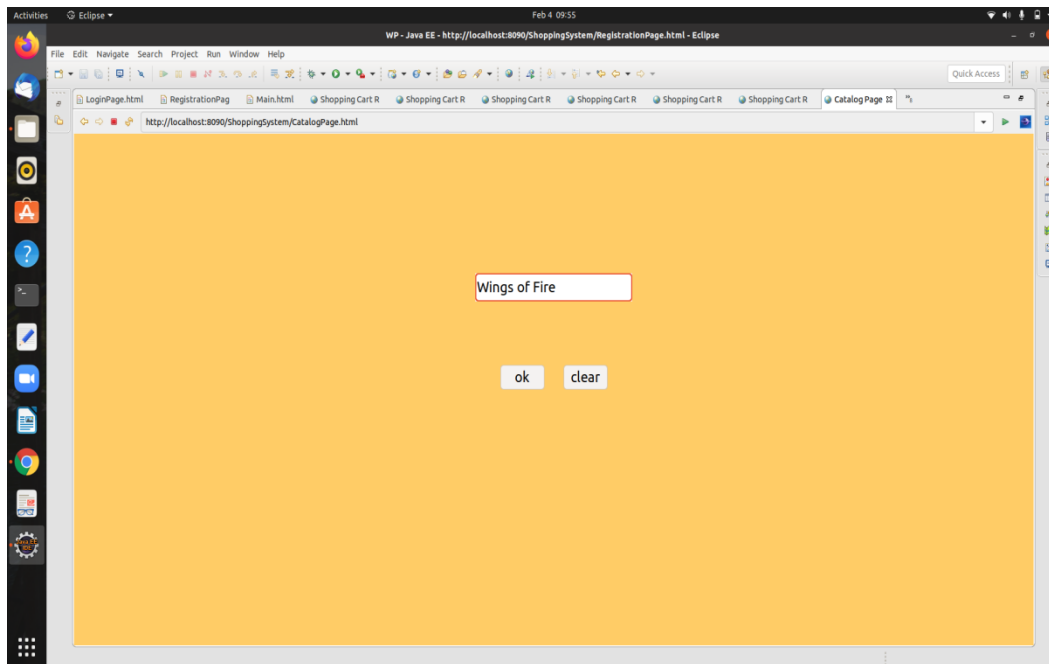 Activities Eclipse Feb 4 09:55
WP - Java EE - http://localhost:8090/ShoppingSystem/RegistrationPage.html - Eclipse
File Edit Navigate Search Project Run Window Help
Quick Access
LoginPage.html RegistrationPag Main.html Shopping Cart R Shopping Cart R Shopping Cart R Shopping Cart R Shopping Cart R Shopping Cart R Catalog Page
http://localhost:8090/ShoppingSystem/CatalogPage.html
Wings of Fire
ok clear